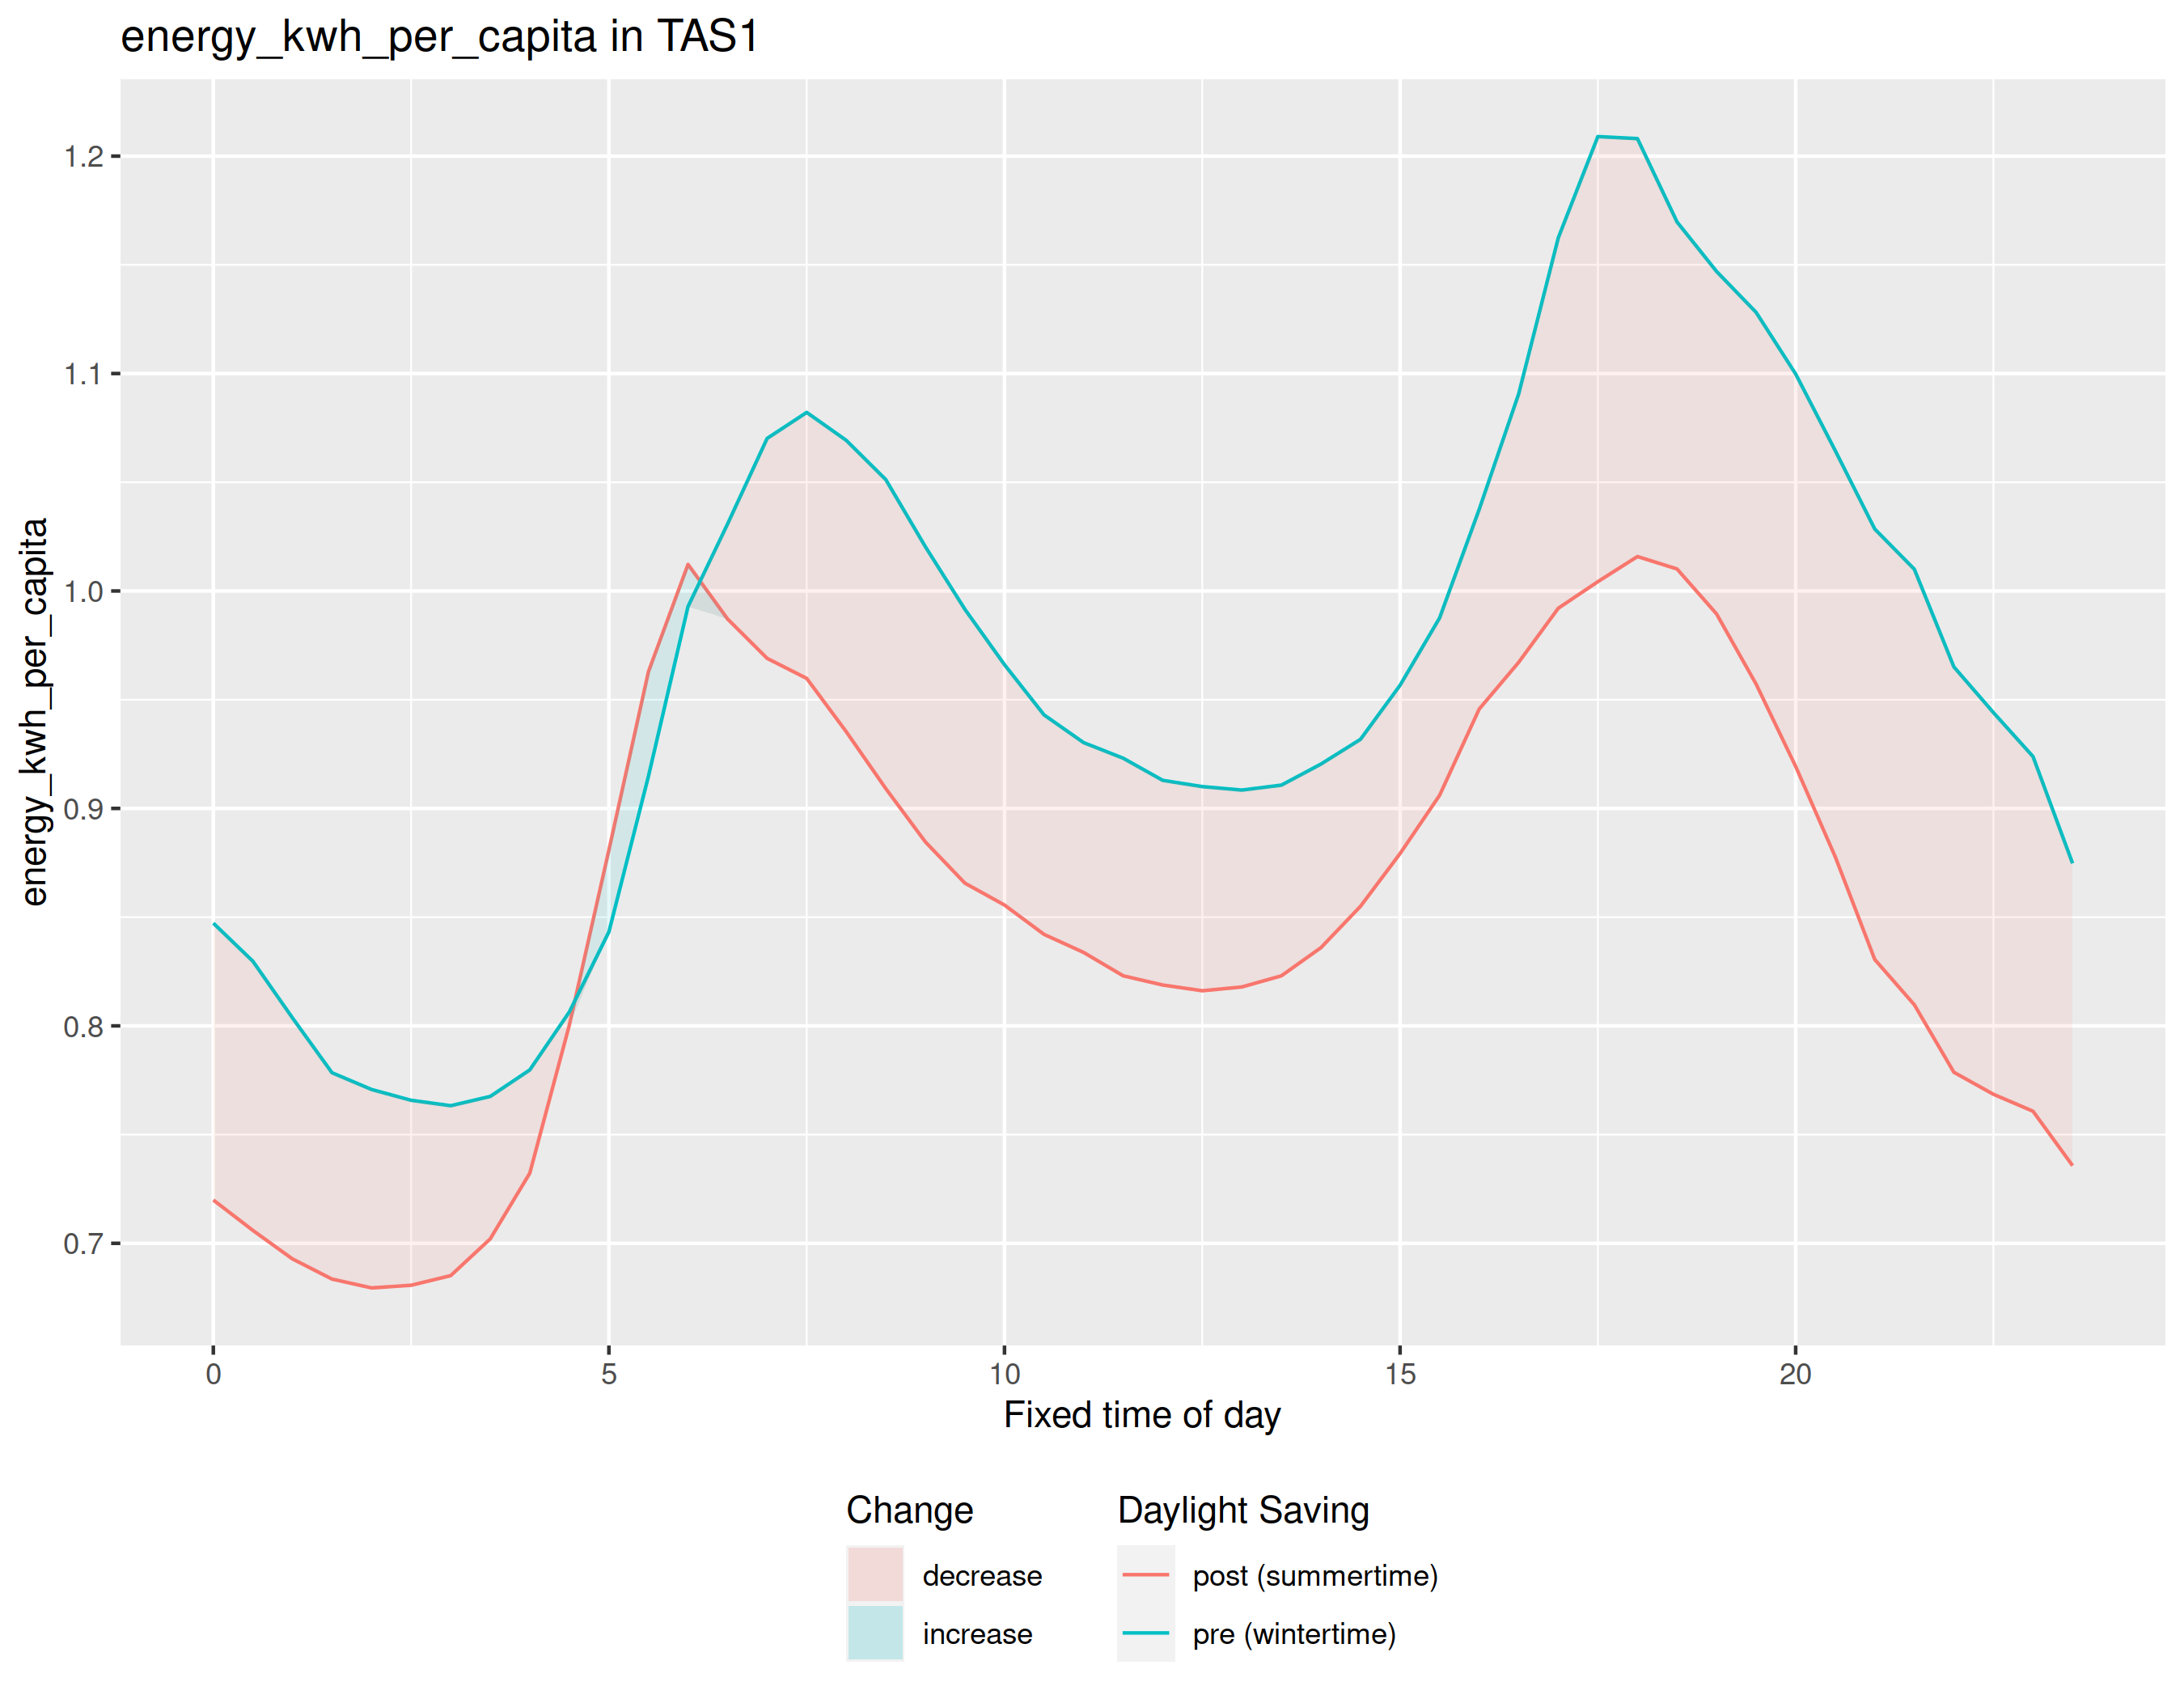 energy_kwh_per_capita in TAS1
energy_kwh_per_capita
1.2
1.1
1.0
0.9
0.8
0.7
0 5 10 15 20
Fixed time of day
Change Daylight Saving
decrease post (summertime)
increase pre (wintertime)